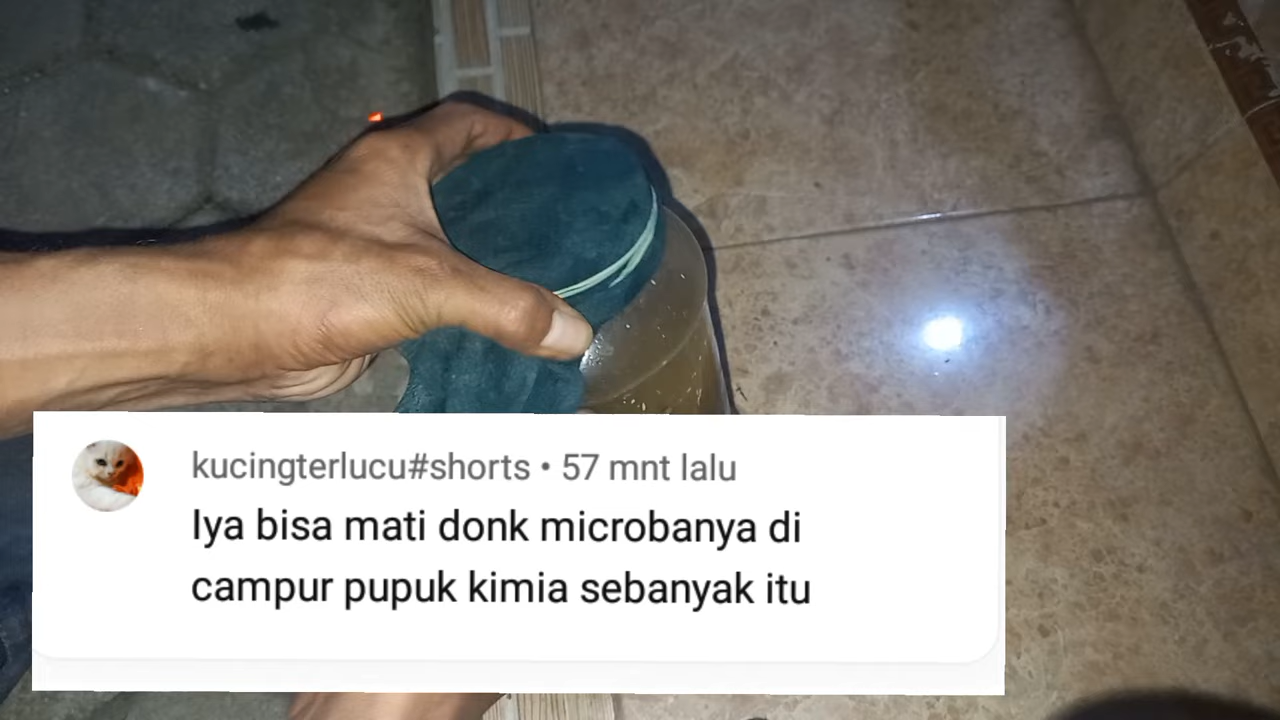 kucingterlucu#shorts • 57 mnt lalu
Iya bisa mati donk microbanya di
campur pupuk kimia sebanyak itu